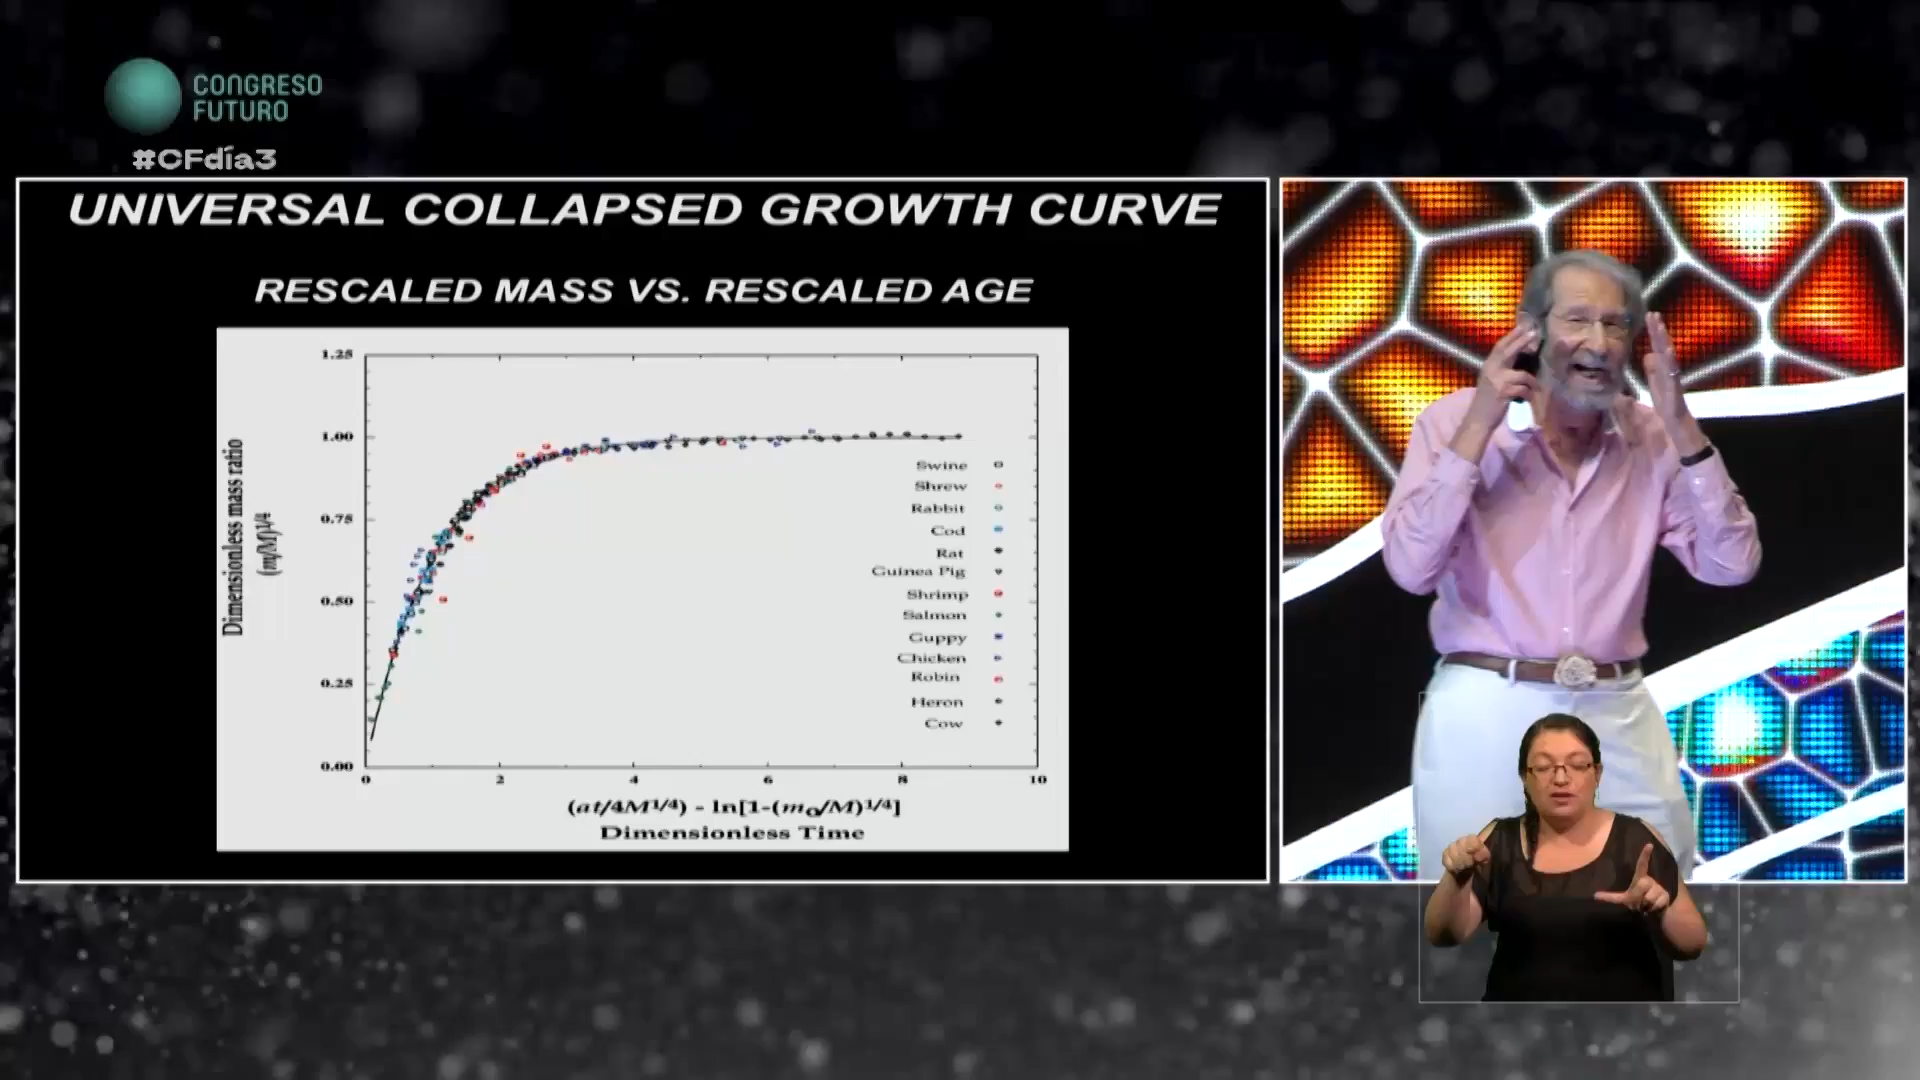 CONGRESO
FUTURO
#CFdía3
UNIVERSAL COLLAPSED GROWTH CURVE
RESCALED MASS VS. RESCALED AGE
Dimensionless mass ratio
(m/M)1/4
1.25
1.00
0.75
0.50
0.25
0.00
0 2 4 6 8 10
Swine
Shrew
Rabbit
Cod
Rat
Guinea Pig
Shrimp
Salmon
Guppy
Chicken
Robin
Heron
Cow
(at/4M1/4) - ln[1-(mo/M)1/4]
Dimensionless Time